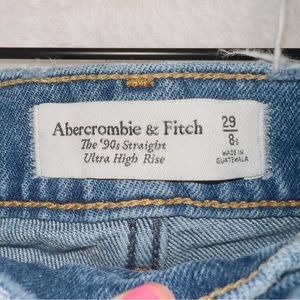 Abercrombie & Fitch
The '90s Straight
Ultra High Rise
29
8s
MADE IN
GUATEMALA